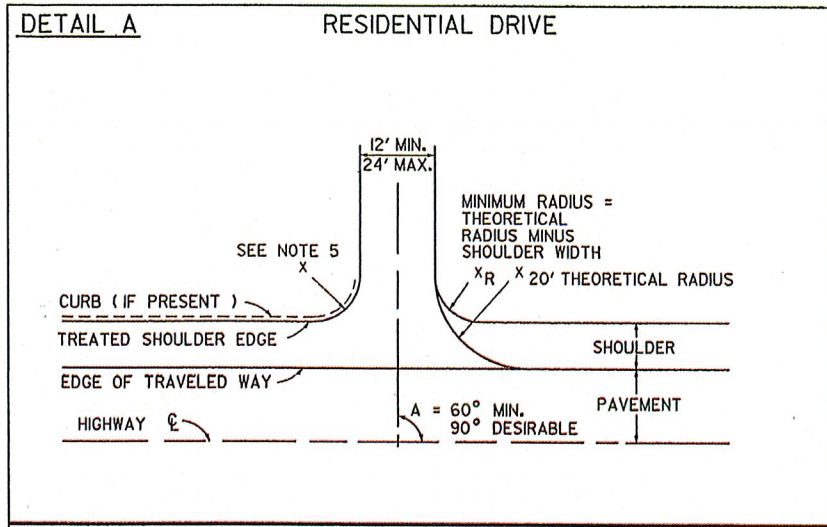 DETAIL A
RESIDENTIAL DRIVE
12' MIN.
24' MAX.
MINIMUM RADIUS =
THEORETICAL
RADIUS MINUS
SHOULDER WIDTH
SEE NOTE 5
X
X R
X 20' THEORETICAL RADIUS
CURB ( IF PRESENT )
TREATED SHOULDER EDGE
SHOULDER
EDGE OF TRAVELED WAY
PAVEMENT
HIGHWAY ℄
A = 60° MIN.
90° DESIRABLE